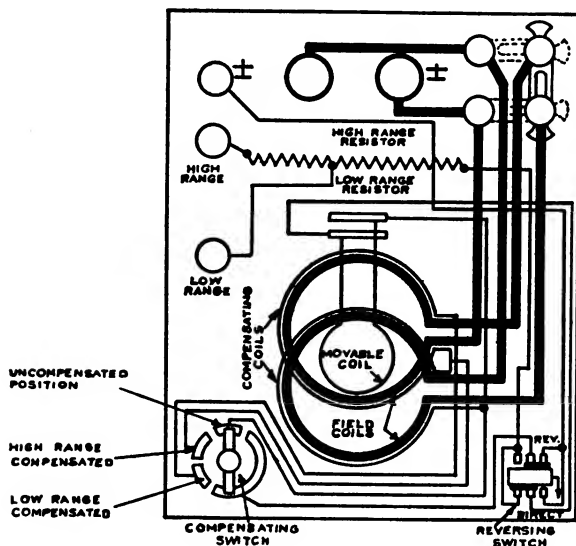 ±
±
HIGH RANGE
RESISTOR
HIGH
RANGE
LOW RANGE
RESISTOR
LOW
RANGE
COMPENSATING
COILS
MOVABLE
COIL
UNCOMPENSATED
POSITION
FIELD
COILS
HIGH RANGE
COMPENSATED
REV.
LOW RANGE
COMPENSATED
DIRECT
COMPENSATING
SWITCH
REVERSING
SWITCH